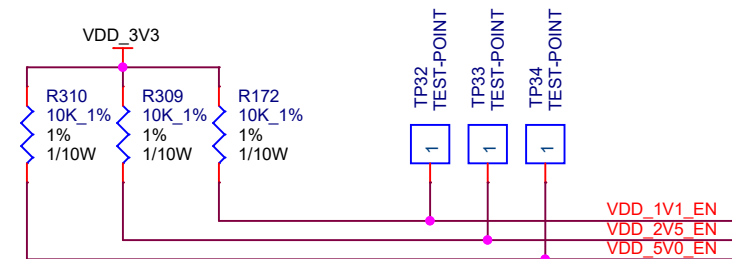 VDD_3V3
R310
10K_1%
1%
1/10W
R309
10K_1%
1%
1/10W
R172
10K_1%
1%
1/10W
TP32
TEST-POINT
1
TP33
TEST-POINT
1
TP34
TEST-POINT
1
VDD_1V1_EN
VDD_2V5_EN
VDD_5V0_EN